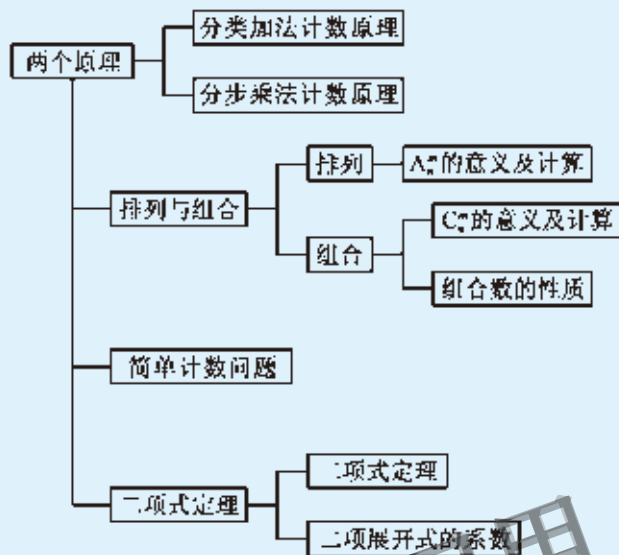 分类加法计数原理
两个原理
分步乘法计数原理
排列
Aₙᵐ的意义及计算
排列与组合
Cₙᵐ的意义及计算
组合
组合数的性质
简单计数问题
二项式定理
二项式定理
二项展开式的系数
用